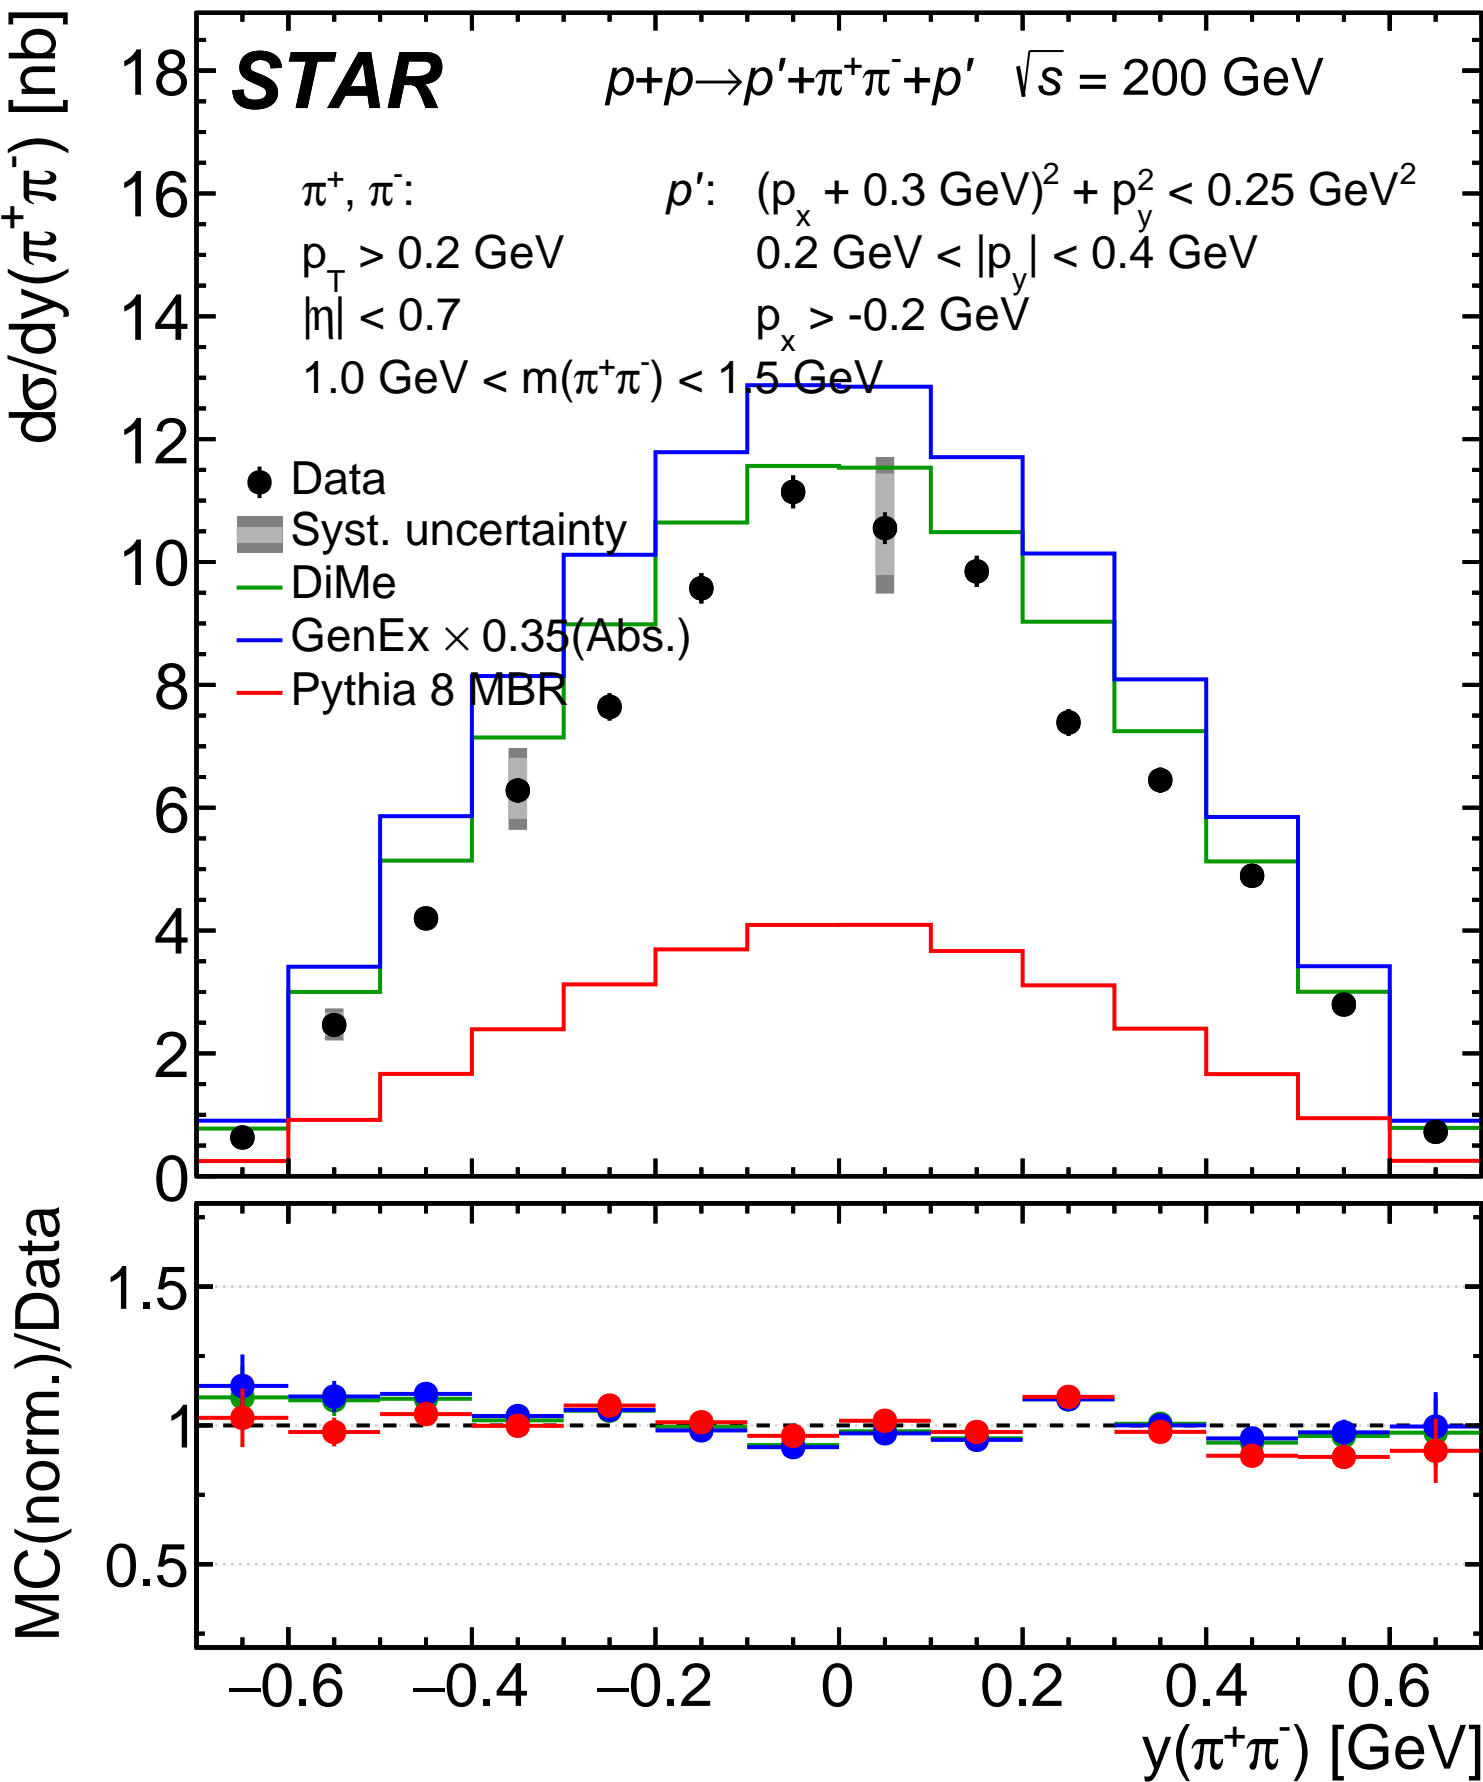 dσ/dy(π⁺π⁻) [nb]
STAR p+p→p′+π⁺π⁻+p′ √s = 200 GeV
π⁺, π⁻: p′: (pₓ + 0.3 GeV)² + p_y² < 0.25 GeV²
p_T > 0.2 GeV 0.2 GeV < |p_y| < 0.4 GeV
|η| < 0.7 pₓ > -0.2 GeV
1.0 GeV < m(π⁺π⁻) < 1.5 GeV
Data
Syst. uncertainty
DiMe
GenEx × 0.35(Abs.)
Pythia 8 MBR
18
16
14
12
10
8
6
4
2
0
MC(norm.)/Data
1.5
1
0.5
−0.6 −0.4 −0.2 0 0.2 0.4 0.6
y(π⁺π⁻) [GeV]